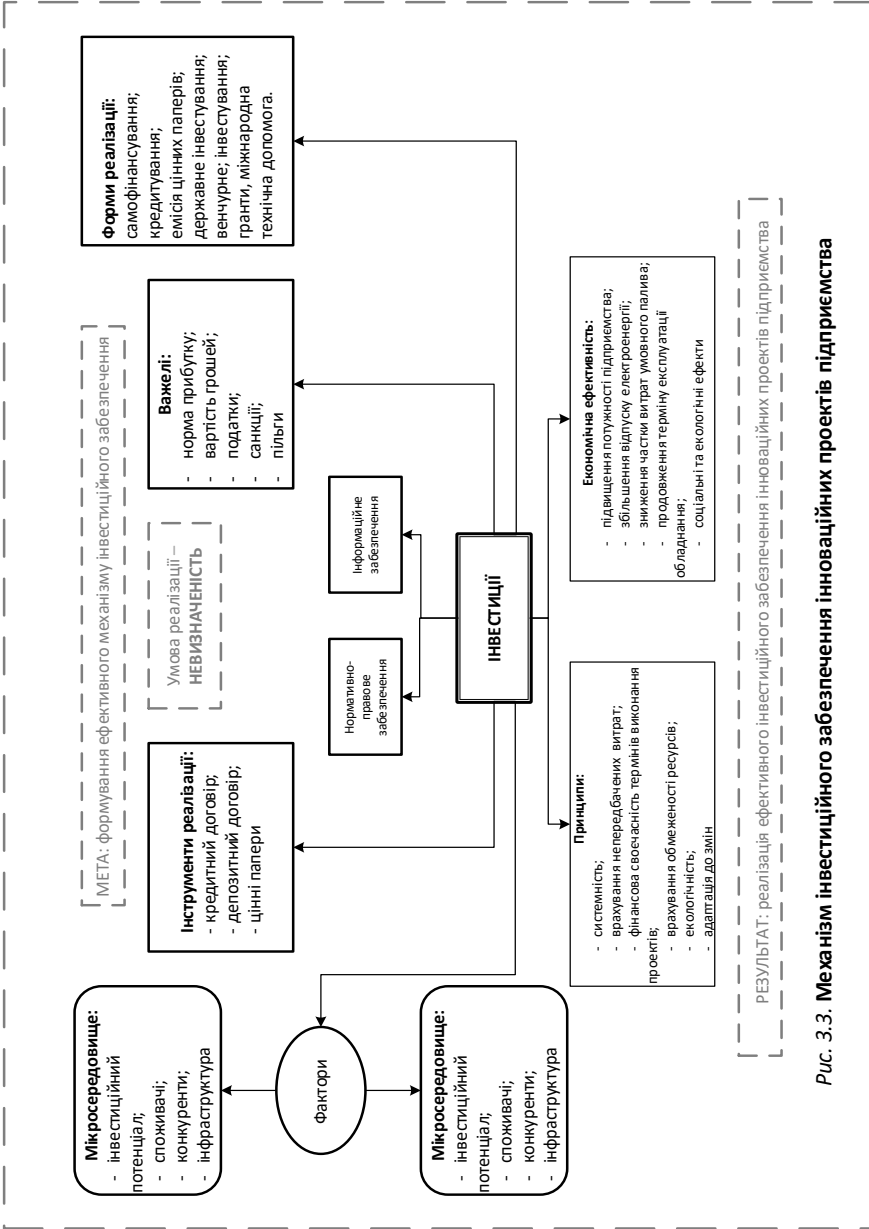 МЕТА: формування ефективного механізму інвестиційного забезпечення
Мікросередовище:
- інвестиційний
потенціал;
- споживачі;
- конкуренти;
- інфраструктура
Інструменти реалізації:
- кредитний договір;
- депозитний договір;
- цінні папери
Умова реалізації –
НЕВИЗНАЧЕНІСТЬ
Важелі:
- норма прибутку;
- вартість грошей;
- податки;
- санкції;
- пільги
Форми реалізації:
самофінансування;
кредитування;
емісія цінних паперів;
державне інвестування;
венчурне; інвестування;
гранти, міжнародна
технічна допомога.
Фактори
Нормативно-
правове
забезпечення
Інформаційне
забезпечення
Мікросередовище:
- інвестиційний
потенціал;
- споживачі;
- конкуренти;
- інфраструктура
ІНВЕСТИЦІЇ
Принципи:
- системність;
- врахування непередбачених витрат;
- фінансова своєчасність термінів виконання
проектів;
- врахування обмеженості ресурсів;
- екологічність;
- адаптація до змін
Економічна ефективність:
- підвищення потужності підприємства;
- збільшення відпуску електроенергії;
- зниження частки витрат умовного палива;
- продовження терміну експлуатації
обладнання;
- соціальні та екологічні ефекти
РЕЗУЛЬТАТ: реалізація ефективного інвестиційного забезпечення інноваційних проектів підприємства
Рис. 3.3. Механізм інвестиційного забезпечення інноваційних проектів підприємства